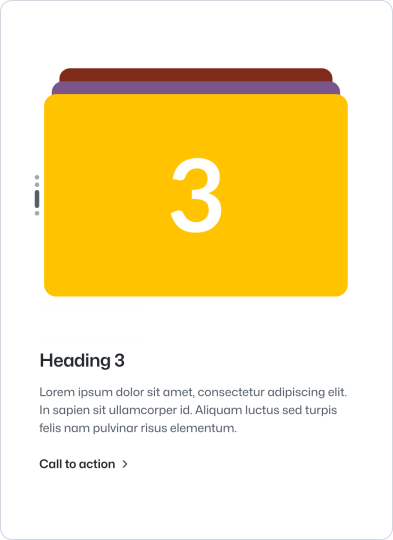 3
Heading 3
Lorem ipsum dolor sit amet, consectetur adipiscing elit.
In sapien sit ullamcorper id. Aliquam luctus sed turpis
felis nam pulvinar risus elementum.
Call to action